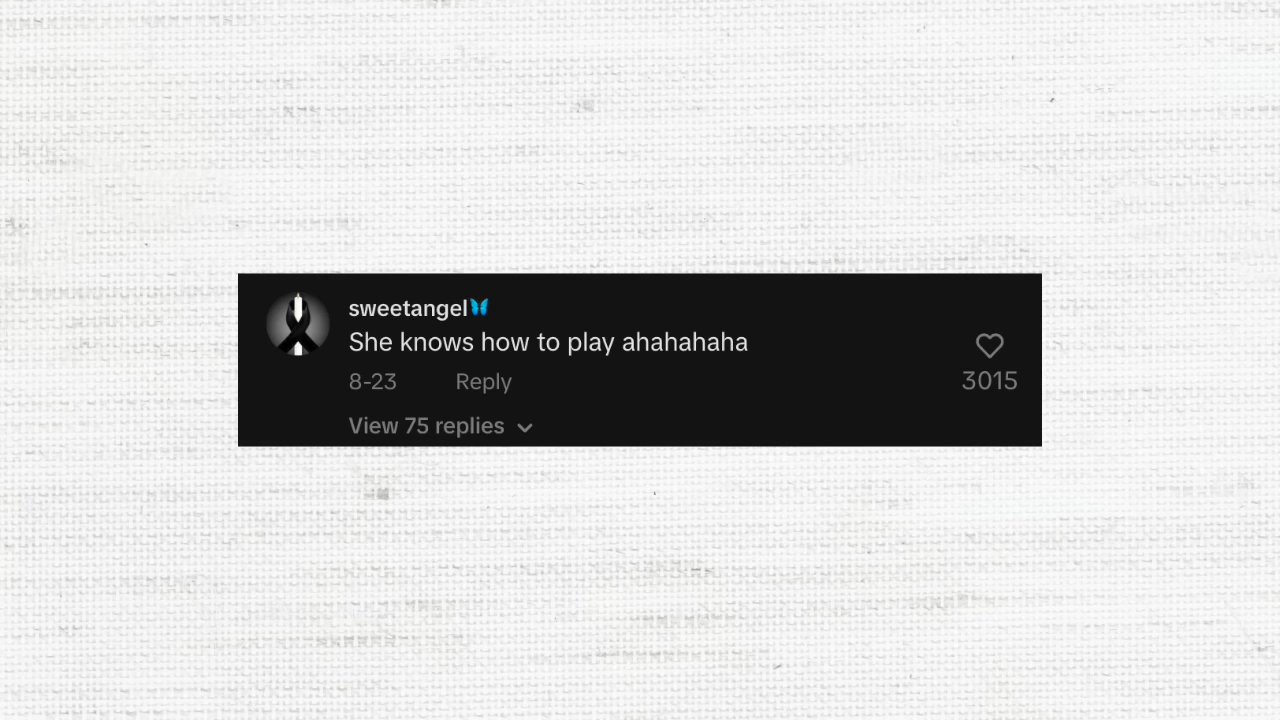 sweetangel🦋
She knows how to play ahahahaha
8-23 Reply
3015
View 75 replies